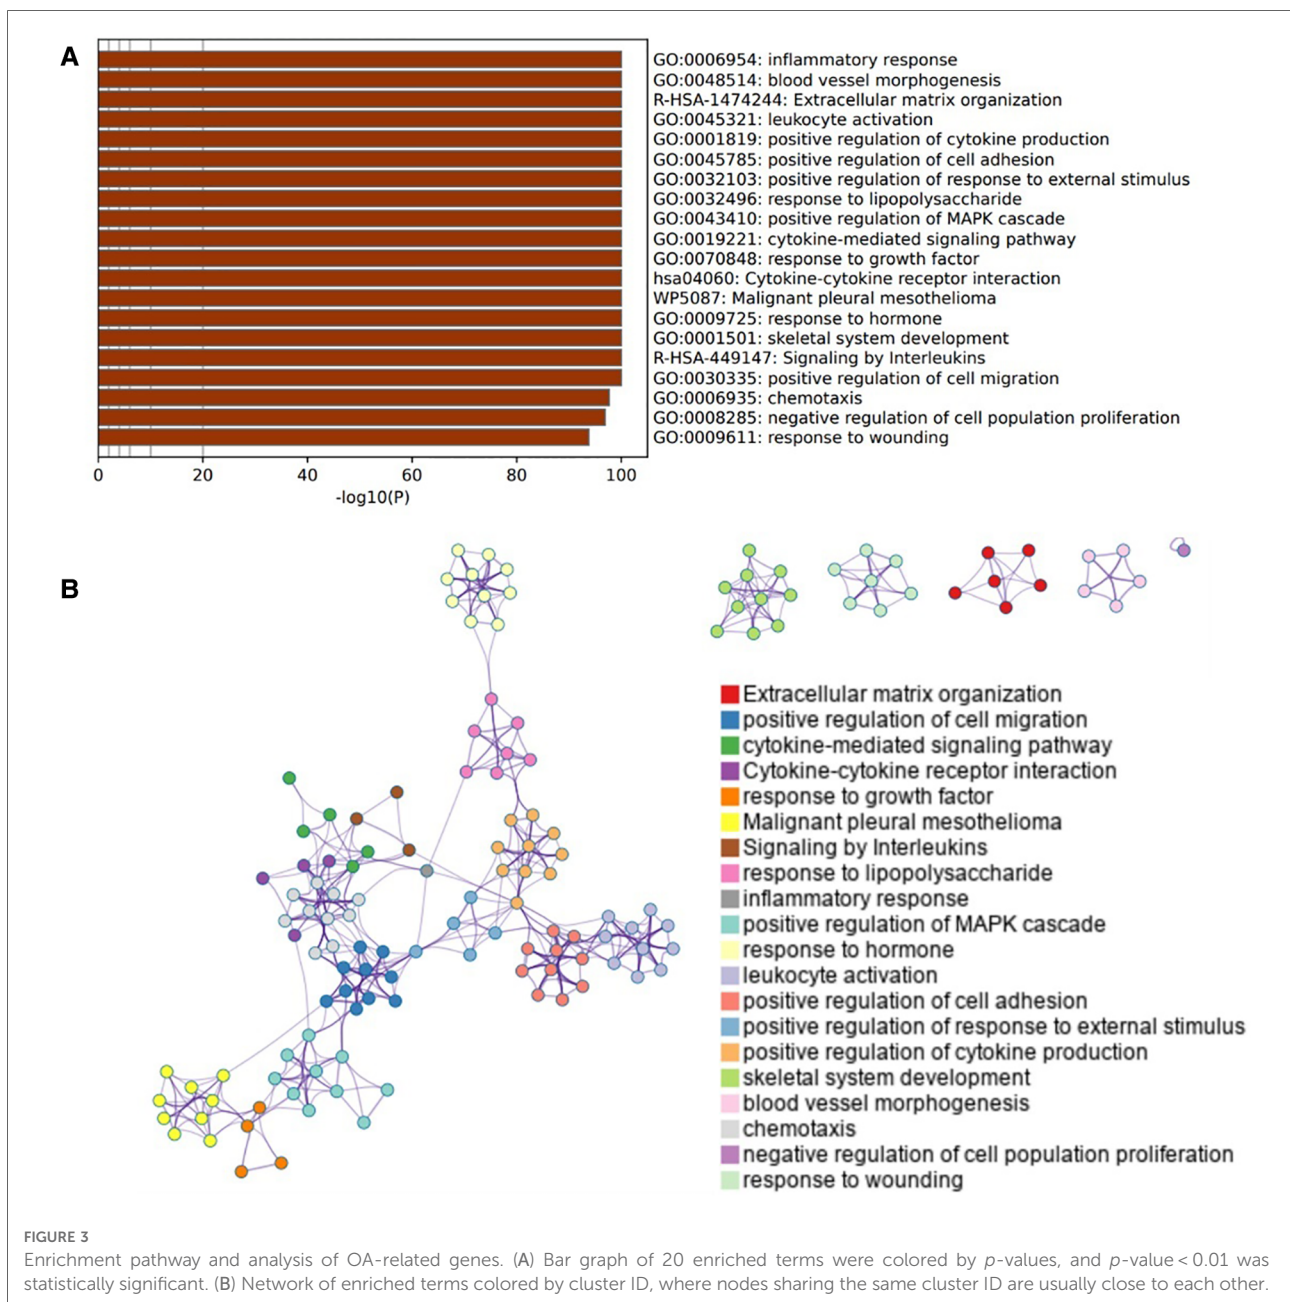 A
GO:0006954: inflammatory response
GO:0048514: blood vessel morphogenesis
R-HSA-1474244: Extracellular matrix organization
GO:0045321: leukocyte activation
GO:0001819: positive regulation of cytokine production
GO:0045785: positive regulation of cell adhesion
GO:0032103: positive regulation of response to external stimulus
GO:0032496: response to lipopolysaccharide
GO:0043410: positive regulation of MAPK cascade
GO:0019221: cytokine-mediated signaling pathway
GO:0070848: response to growth factor
hsa04060: Cytokine-cytokine receptor interaction
WP5087: Malignant pleural mesothelioma
GO:0009725: response to hormone
GO:0001501: skeletal system development
R-HSA-449147: Signaling by Interleukins
GO:0030335: positive regulation of cell migration
GO:0006935: chemotaxis
GO:0008285: negative regulation of cell population proliferation
GO:0009611: response to wounding
0 20 40 60 80 100
-log10(P)
B
Extracellular matrix organization
positive regulation of cell migration
cytokine-mediated signaling pathway
Cytokine-cytokine receptor interaction
response to growth factor
Malignant pleural mesothelioma
Signaling by Interleukins
response to lipopolysaccharide
inflammatory response
positive regulation of MAPK cascade
response to hormone
leukocyte activation
positive regulation of cell adhesion
positive regulation of response to external stimulus
positive regulation of cytokine production
skeletal system development
blood vessel morphogenesis
chemotaxis
negative regulation of cell population proliferation
response to wounding
FIGURE 3
Enrichment pathway and analysis of OA-related genes. (A) Bar graph of 20 enriched terms were colored by p-values, and p-value < 0.01 was
statistically significant. (B) Network of enriched terms colored by cluster ID, where nodes sharing the same cluster ID are usually close to each other.